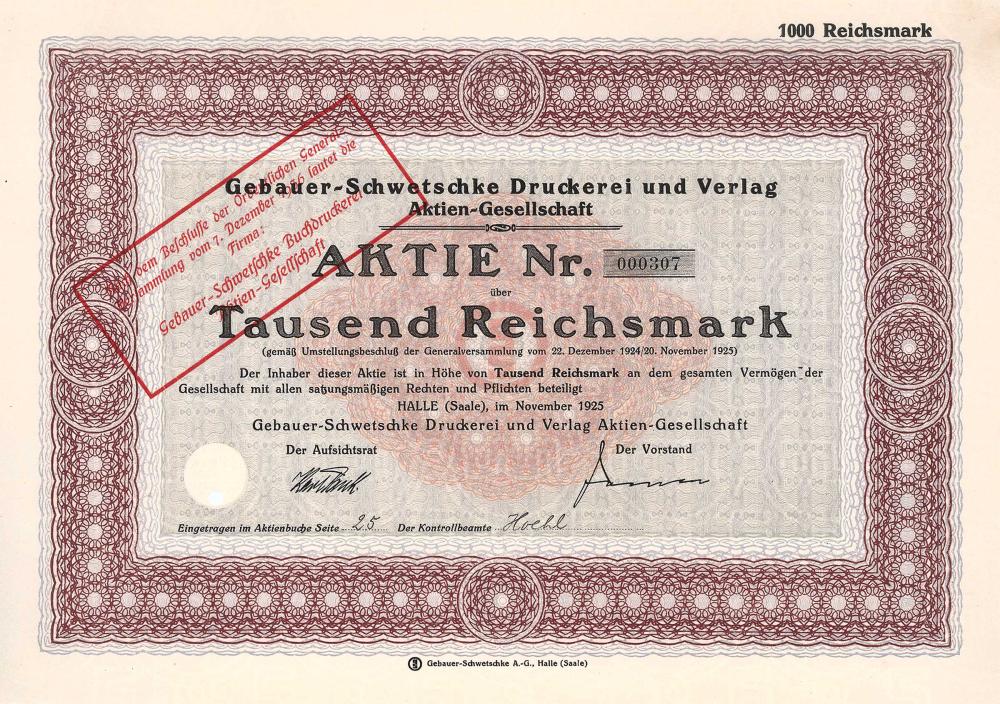 1000 Reichsmark
Gebauer-Schwetschke Druckerei und Verlag
Aktien-Gesellschaft
AKTIE Nr. 000307
über
Tausend Reichsmark
(gemäß Umstellungsbeschluß der Generalversammlung vom 22. Dezember 1924/20. November 1925)
Der Inhaber dieser Aktie ist in Höhe von Tausend Reichsmark an dem gesamten Vermögen der
Gesellschaft mit allen satzungsmäßigen Rechten und Pflichten beteiligt
HALLE (Saale), im November 1925
Gebauer-Schwetschke Druckerei und Verlag Aktien-Gesellschaft
Der Aufsichtsrat
Der Vorstand
Eingetragen im Aktienbuche Seite 25 Der Kontrollbeamte Hoehl
dem Beschlusse der Ordentlichen General-
vom 7. Dezember lautet die
Firma:
Gebauer-Schwetschke Buchdruckerei
Aktien-Gesellschaft
Gebauer-Schwetschke A.-G., Halle (Saale)